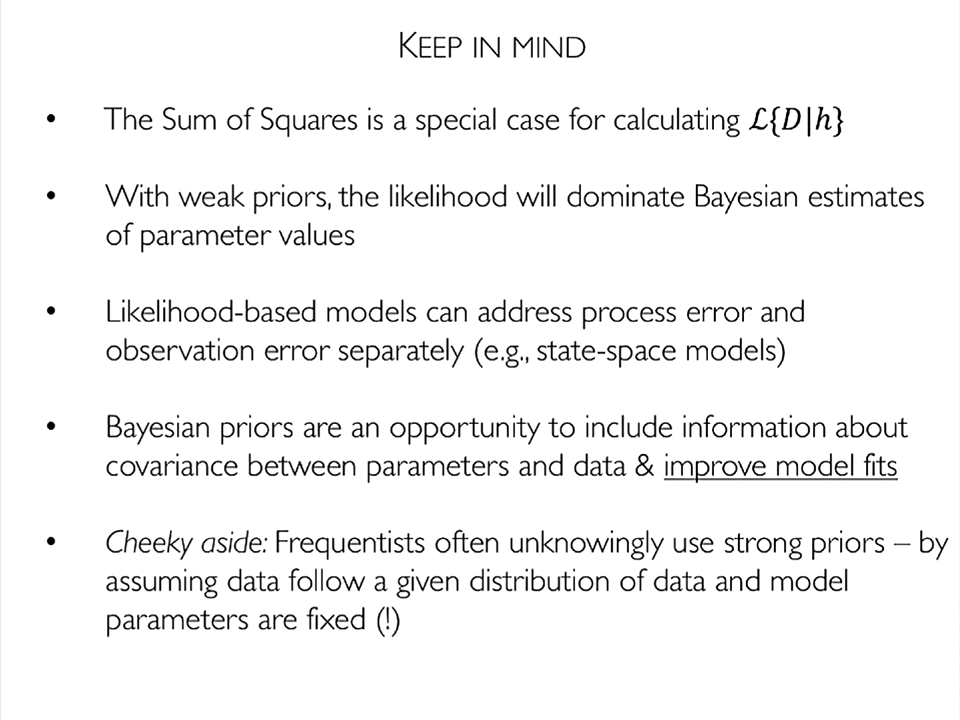 KEEP IN MIND
• The Sum of Squares is a special case for calculating ℒ{D|h}
• With weak priors, the likelihood will dominate Bayesian estimates
of parameter values
• Likelihood-based models can address process error and
observation error separately (e.g., state-space models)
• Bayesian priors are an opportunity to include information about
covariance between parameters and data & improve model fits
• Cheeky aside: Frequentists often unknowingly use strong priors – by
assuming data follow a given distribution of data and model
parameters are fixed (!)